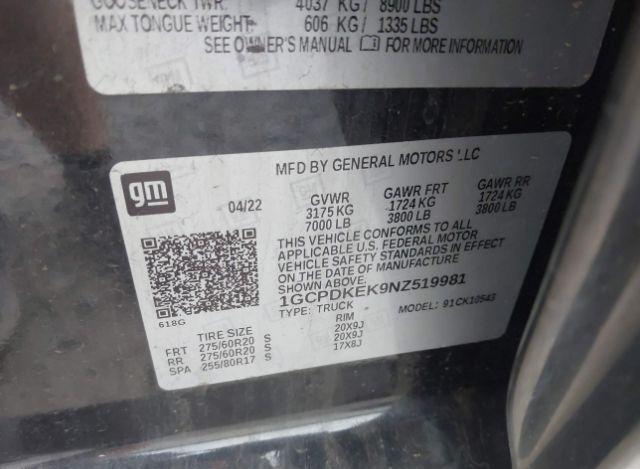 GOOSENECK TWR: 4037 KG/ 8900 LBS
MAX TONGUE WEIGHT: 606 KG/ 1335 LBS
SEE OWNER'S MANUAL FOR MORE INFORMATION
MFD BY GENERAL MOTORS LLC
gm
04/22
GVWR GAWR FRT GAWR RR
3175 KG 1724 KG 1724 KG
7000 LB 3800 LB 3800 LB
THIS VEHICLE CONFORMS TO ALL
APPLICABLE U.S. FEDERAL MOTOR
VEHICLE SAFETY STANDARDS IN EFFECT
ON THE DATE OF MANUFACTURE SHOWN ABOVE.
1GCPDKEK9NZ519981
TYPE: TRUCK MODEL: 91CK10543
618G
TIRE SIZE RIM
FRT 275/60R20 S 20X9J
RR 275/60R20 S 20X9J
SPA 255/80R17 S 17X8J